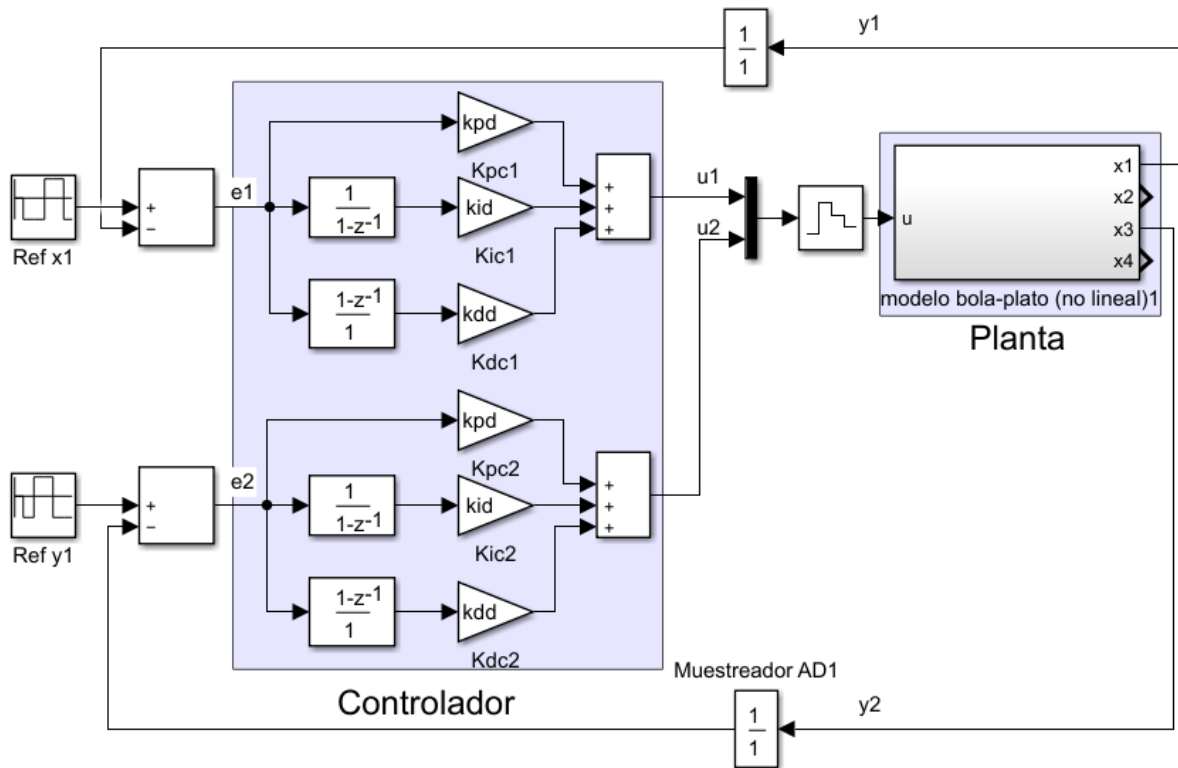 y1
1
1
Ref x1
+
−
e1
kpd
Kpc1
1
1-z-1
kid
Kic1
1-z-1
1
kdd
Kdc1
+
+
+
u1
u2
u
x1
x2
x3
x4
modelo bola-plato (no lineal)1
Planta
Ref y1
+
−
e2
kpd
Kpc2
1
1-z-1
kid
Kic2
1-z-1
1
kdd
Kdc2
+
+
+
Controlador
Muestreador AD1
1
1
y2